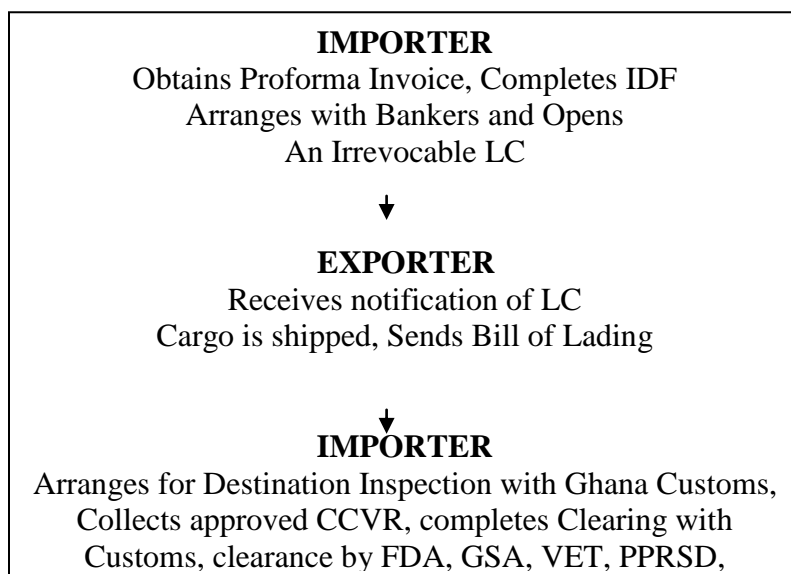 IMPORTER
Obtains Proforma Invoice, Completes IDF
Arranges with Bankers and Opens
An Irrevocable LC
EXPORTER
Receives notification of LC
Cargo is shipped, Sends Bill of Lading
IMPORTER
Arranges for Destination Inspection with Ghana Customs,
Collects approved CCVR, completes Clearing with
Customs, clearance by FDA, GSA, VET, PPRSD,